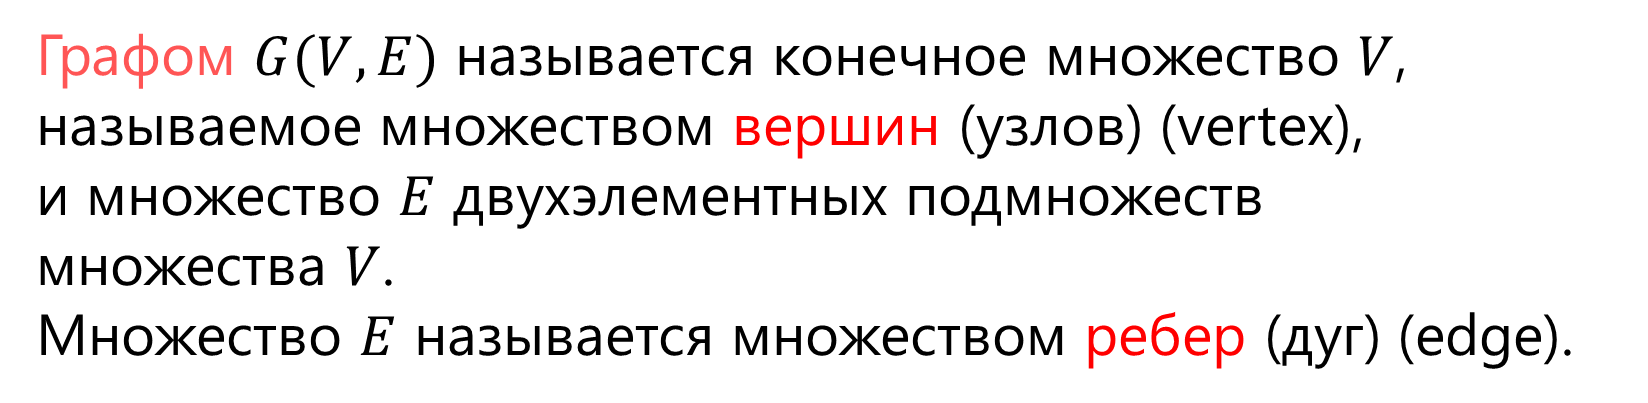 Графом G(V, E) называется конечное множество V,
называемое множеством вершин (узлов) (vertex),
и множество E двухэлементных подмножеств
множества V.
Множество E называется множеством ребер (дуг) (edge).